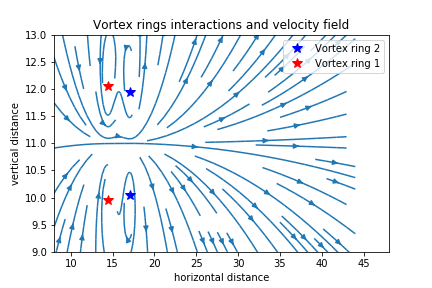 Vortex rings interactions and velocity field
Vortex ring 2
Vortex ring 1
vertical distance
13.0
12.5
12.0
11.5
11.0
10.5
10.0
9.5
9.0
10 15 20 25 30 35 40 45
horizontal distance